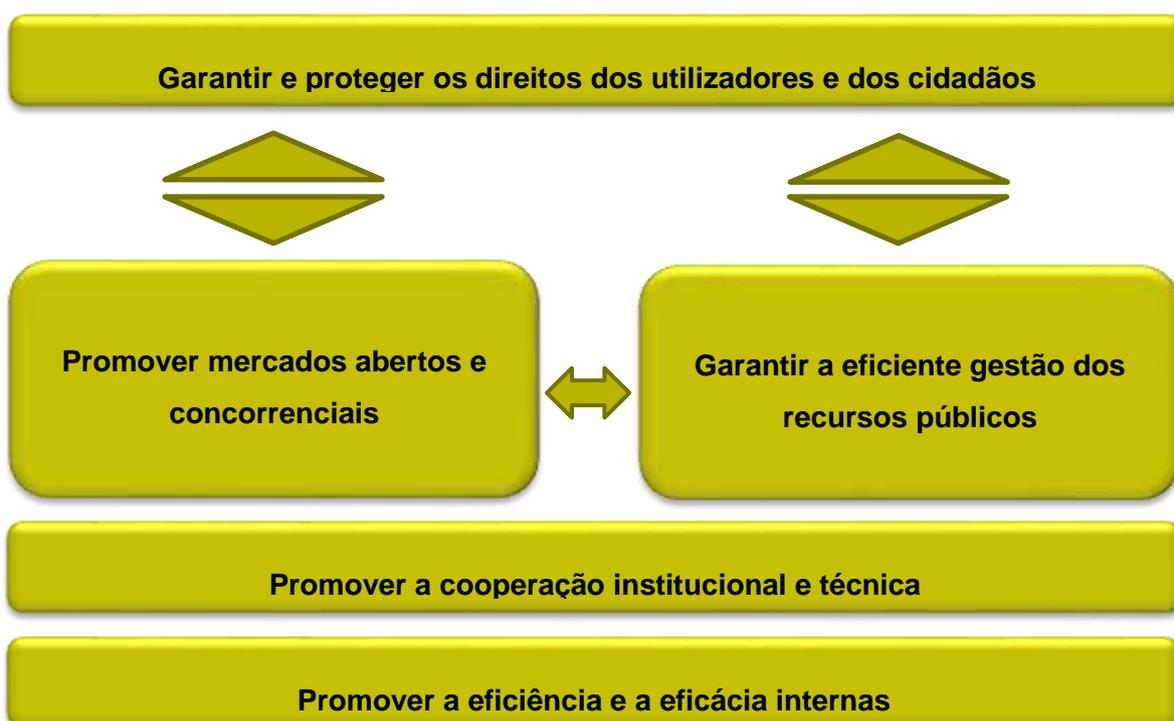 Garantir e proteger os direitos dos utilizadores e dos cidadãos
Promover mercados abertos e
concorrenciais
Garantir a eficiente gestão dos
recursos públicos
Promover a cooperação institucional e técnica
Promover a eficiência e a eficácia internas